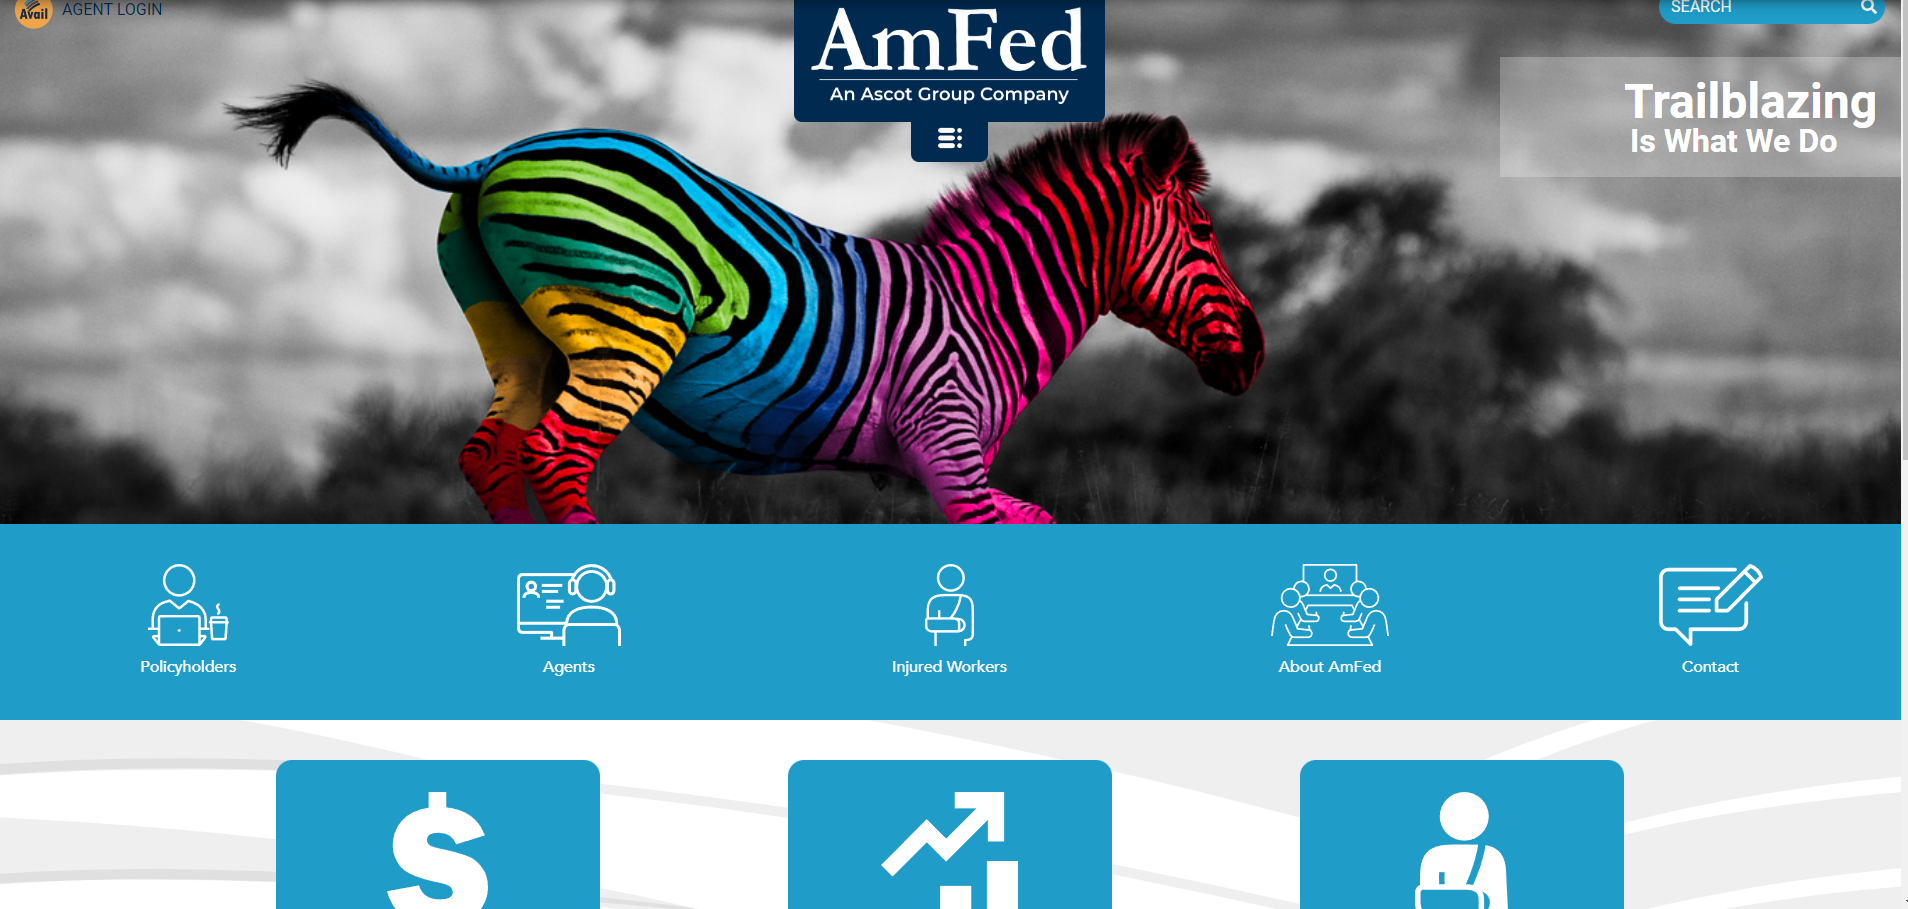 Avail
AGENT LOGIN
AmFed
An Ascot Group Company
SEARCH
Trailblazing
Is What We Do
Policyholders
Agents
Injured Workers
About AmFed
Contact
$